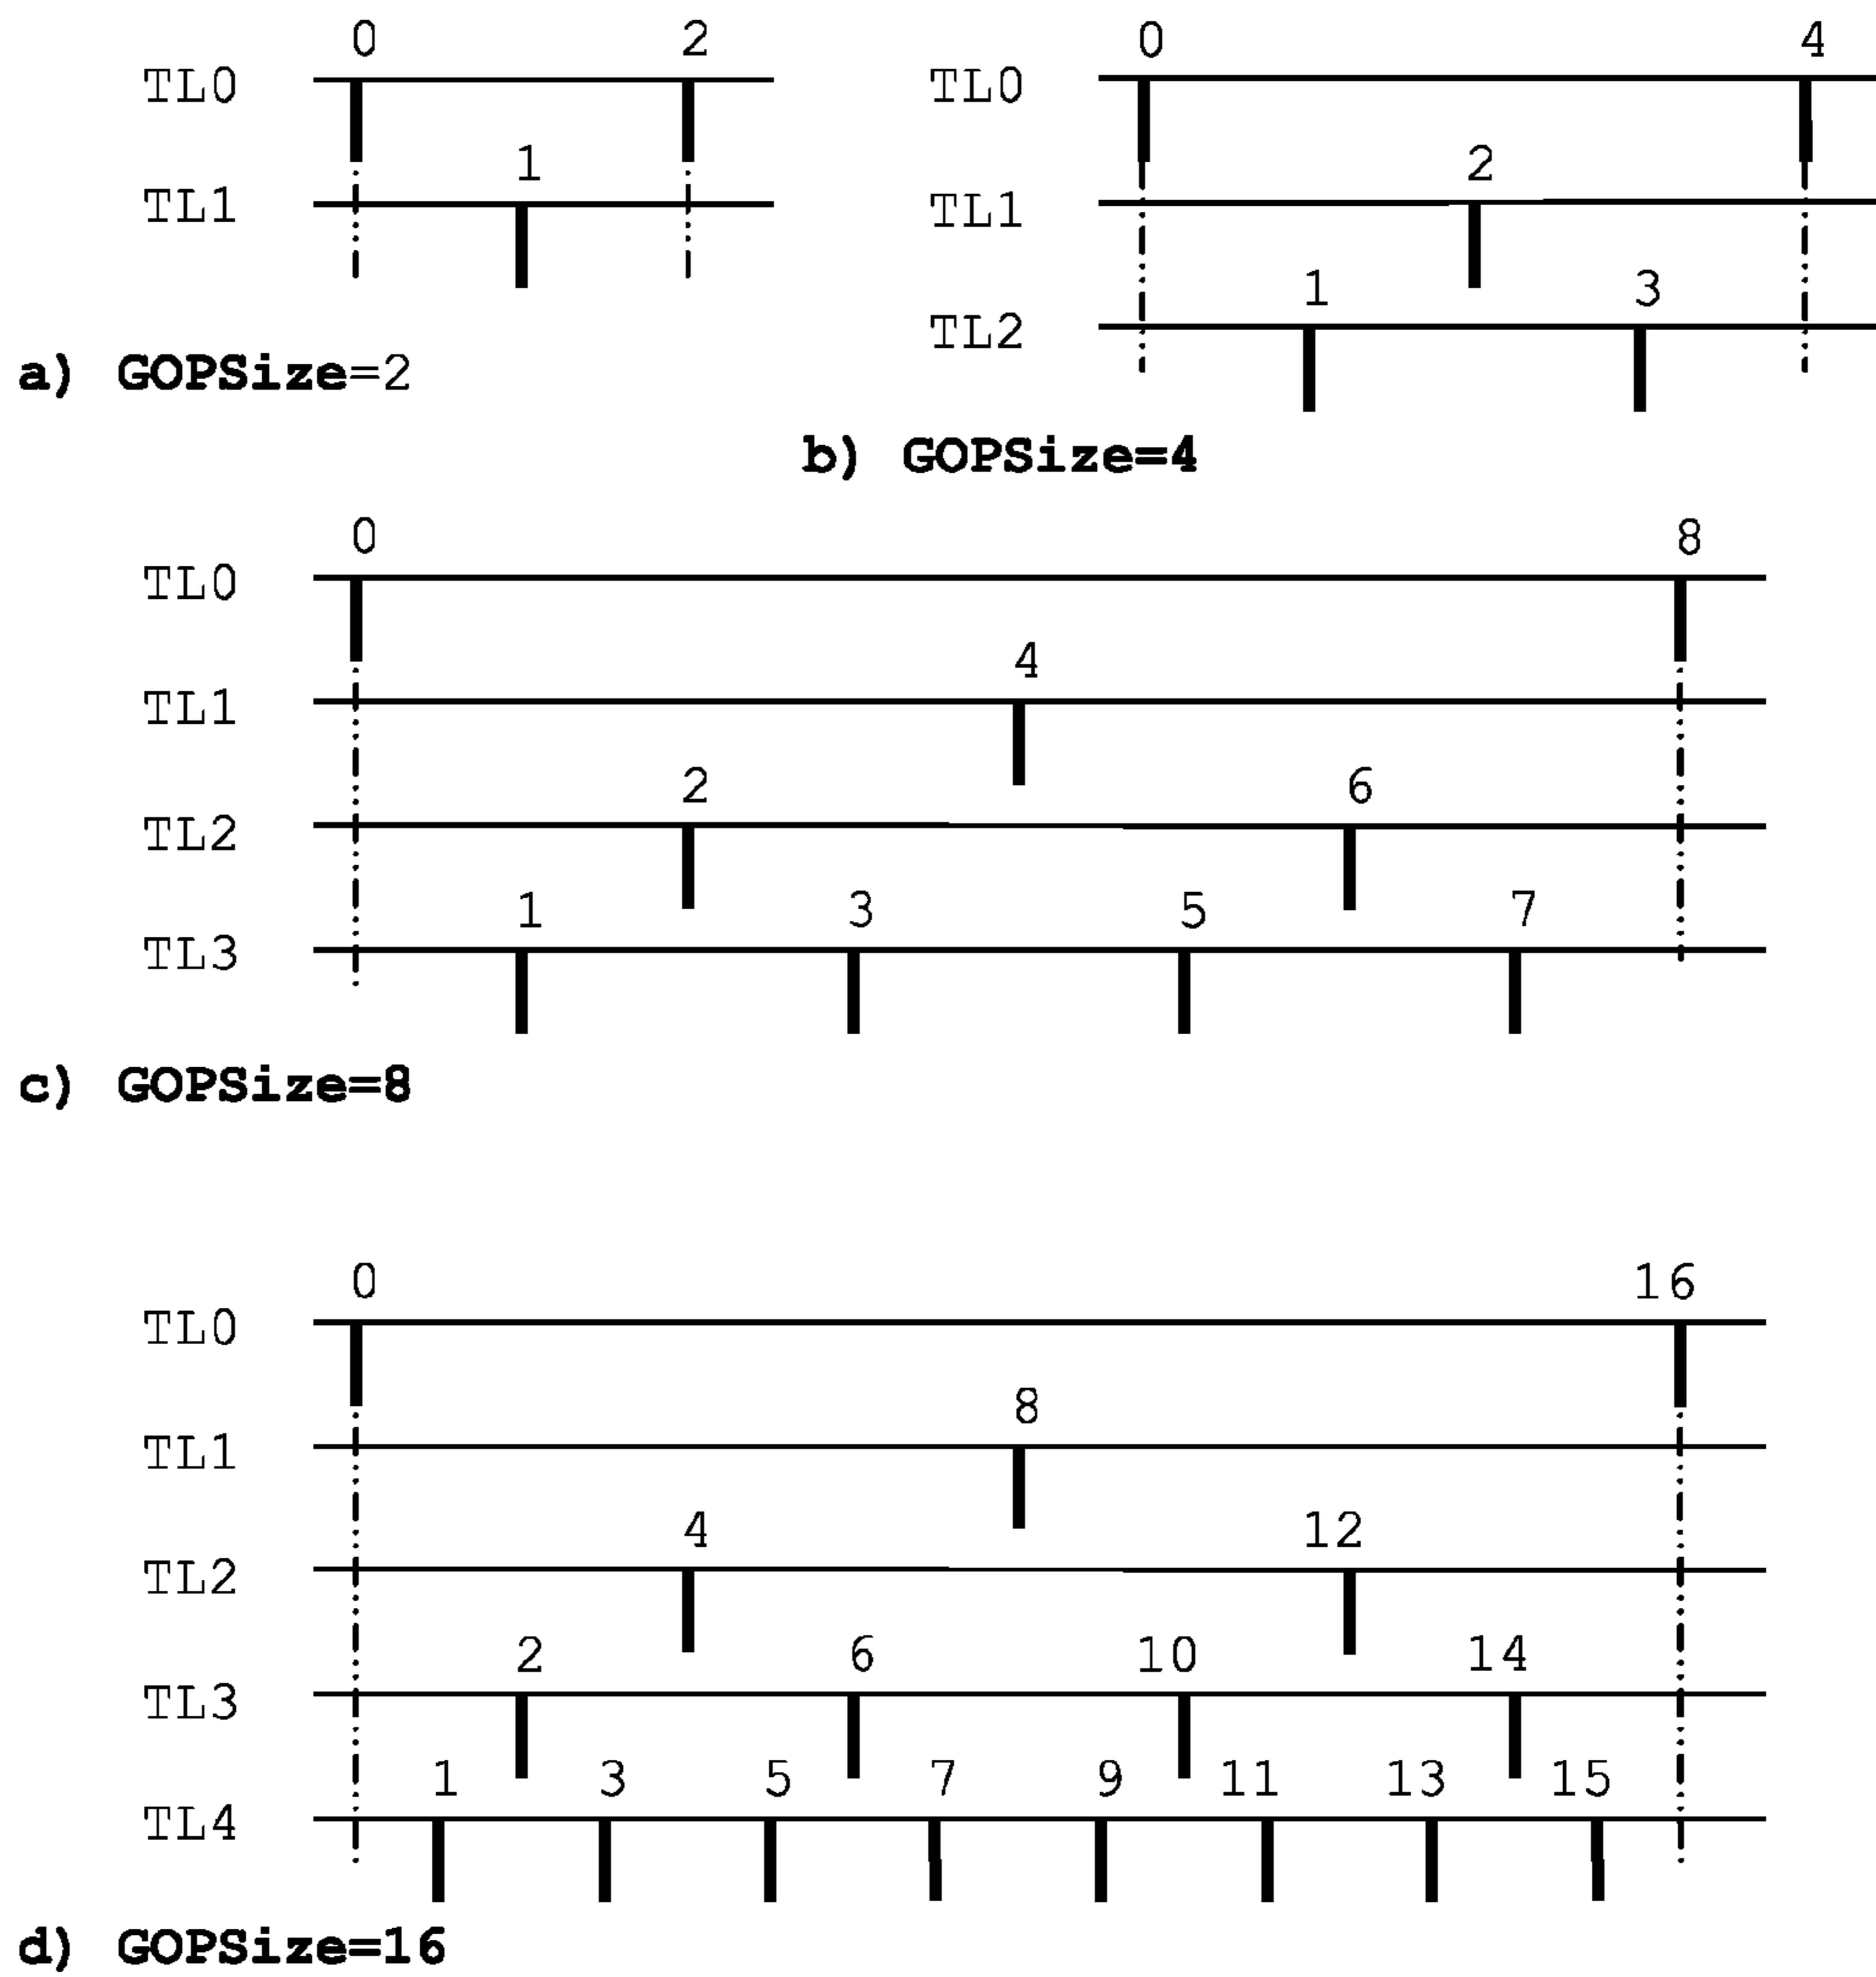 0 2
TL0
1
TL1
a) GOPSize=2
0 4
TL0
2
TL1
1 3
TL2
b) GOPSize=4
0 8
TL0
4
TL1
2 6
TL2
1 3 5 7
TL3
c) GOPSize=8
0 16
TL0
8
TL1
4 12
TL2
2 6 10 14
TL3
1 3 5 7 9 11 13 15
TL4
d) GOPSize=16